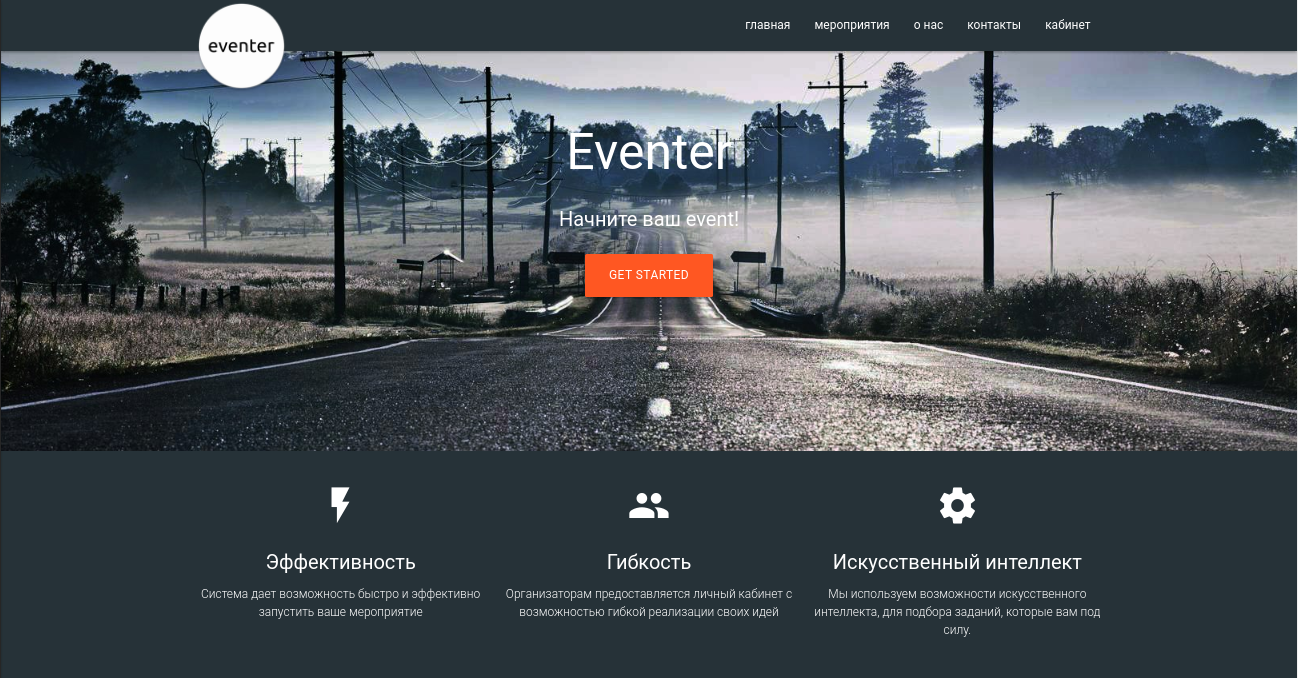 eventer
главная мероприятия о нас контакты кабинет
Eventer
Начните ваш event!
GET STARTED
Эффективность
Система дает возможность быстро и эффективно
запустить ваше мероприятие
Гибкость
Организаторам предоставляется личный кабинет с
возможностью гибкой реализации своих идей
Искусственный интеллект
Мы используем возможности искусственного
интеллекта, для подбора заданий, которые вам под
силу.